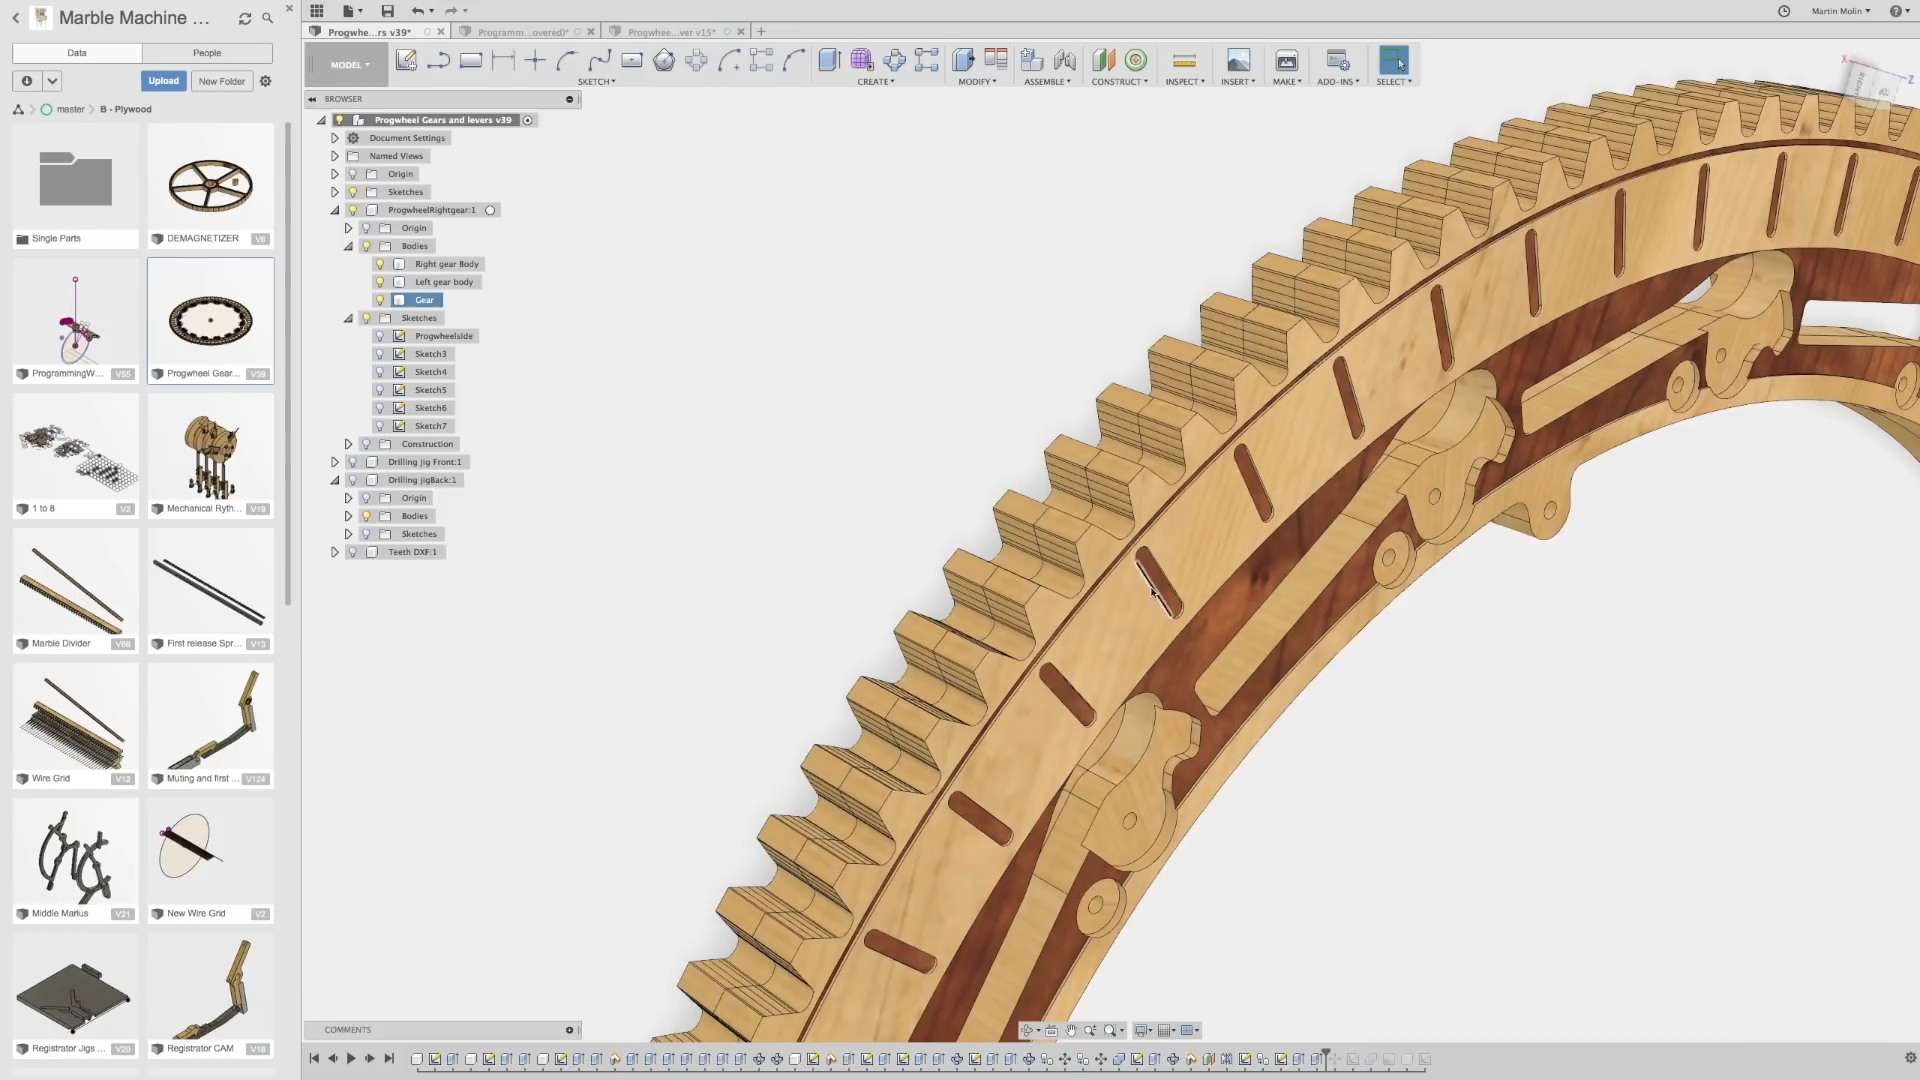 Marble Machine ...
Data
People
Upload
New Folder
master
B - Plywood
Single Parts
DEMAGNETIZER V6
ProgrammingW... V55
Progwheel Gear... V39
1 to 8 V2
Mechanical Ryth... V19
Marble Divider V68
First release Spr... V13
Wire Grid V12
Muting and first ... V124
Middle Marius V21
New Wire Grid V2
Registrator Jigs ... V20
Registrator CAM V18
Martin Molin
Progwhe...rs v39*
Programm...overed)*
Progwhee...ver v15*
MODEL
SKETCH
CREATE
MODIFY
ASSEMBLE
CONSTRUCT
INSPECT
INSERT
MAKE
ADD-INS
SELECT
BROWSER
Progwheel Gears and levers v39
Document Settings
Named Views
Origin
Sketches
ProgwheelRightgear:1
Origin
Bodies
Right gear Body
Left gear body
Gear
Sketches
Progwheelside
Sketch3
Sketch4
Sketch5
Sketch6
Sketch7
Construction
Drilling Jig Front:1
Drilling jigBack:1
Origin
Bodies
Sketches
Teeth DXF:1
X
Z
COMMENTS